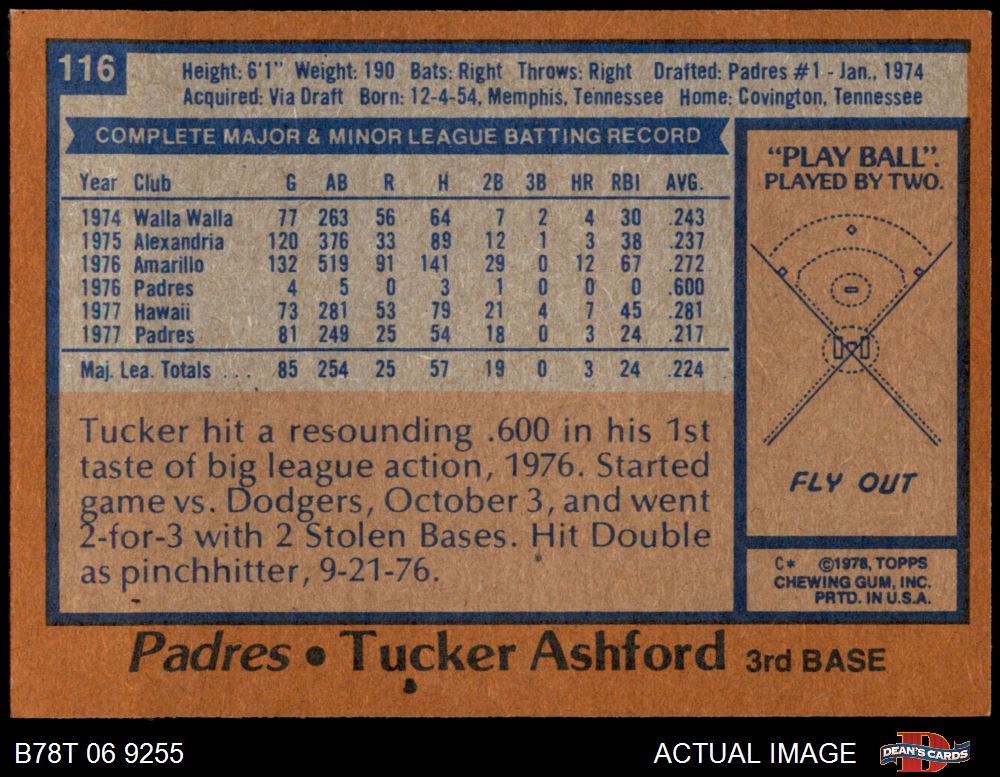 116
Height: 6'1" Weight: 190 Bats: Right Throws: Right Drafted: Padres #1 - Jan., 1974
Acquired: Via Draft Born: 12-4-54, Memphis, Tennessee Home: Covington, Tennessee
COMPLETE MAJOR & MINOR LEAGUE BATTING RECORD
Year Club G AB R H 2B 3B HR RBI AVG.
1974 Walla Walla 77 263 56 64 7 2 4 30 .243
1975 Alexandria 120 376 33 89 12 1 3 38 .237
1976 Amarillo 132 519 91 141 29 0 12 67 .272
1976 Padres 4 5 0 3 1 0 0 0 .600
1977 Hawaii 73 281 53 79 21 4 7 45 .281
1977 Padres 81 249 25 54 18 0 3 24 .217
Maj. Lea. Totals ... 85 254 25 57 19 0 3 24 .224
Tucker hit a resounding .600 in his 1st
taste of big league action, 1976. Started
game vs. Dodgers, October 3, and went
2-for-3 with 2 Stolen Bases. Hit Double
as pinchhitter, 9-21-76.
"PLAY BALL".
PLAYED BY TWO.
FLY OUT
C* ©1978, TOPPS
CHEWING GUM, INC.
PRTD. IN U.S.A.
Padres • Tucker Ashford 3rd BASE
B78T 06 9255
ACTUAL IMAGE
DEAN'S CARDS